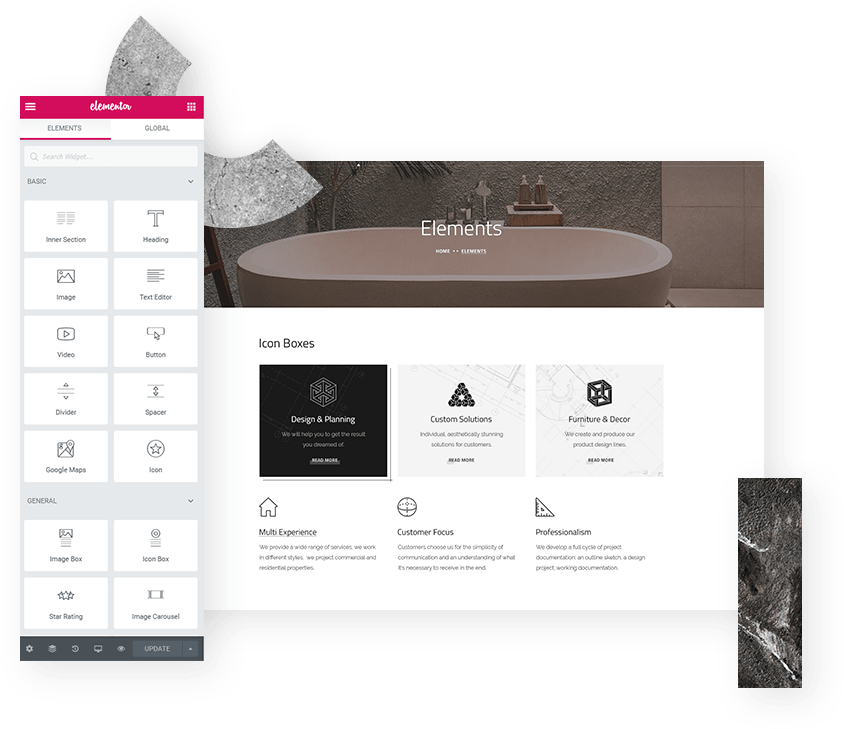 elementor
ELEMENTS GLOBAL
Search Widget...
BASIC
Inner Section Heading
Image Text Editor
Video Button
Divider Spacer
Google Maps Icon
GENERAL
Image Box Icon Box
Star Rating Image Carousel
UPDATE
Elements
HOME •• ELEMENTS
Icon Boxes
Design & Planning
We will help you to get the result
you dreamed of.
READ MORE
Custom Solutions
Individual, aesthetically stunning
solutions for customers.
READ MORE
Furniture & Decor
We create and produce our
product design lines.
READ MORE
Multi Experience
We provide a wide range of services, we work
in different styles, we project commercial and
residential properties.
Customer Focus
Customers choose us for the simplicity of
communication and an understanding of what
it's necessary to receive in the end.
Professionalism
We develop a full cycle of project
documentation: an outline sketch, a design
project, working documentation.